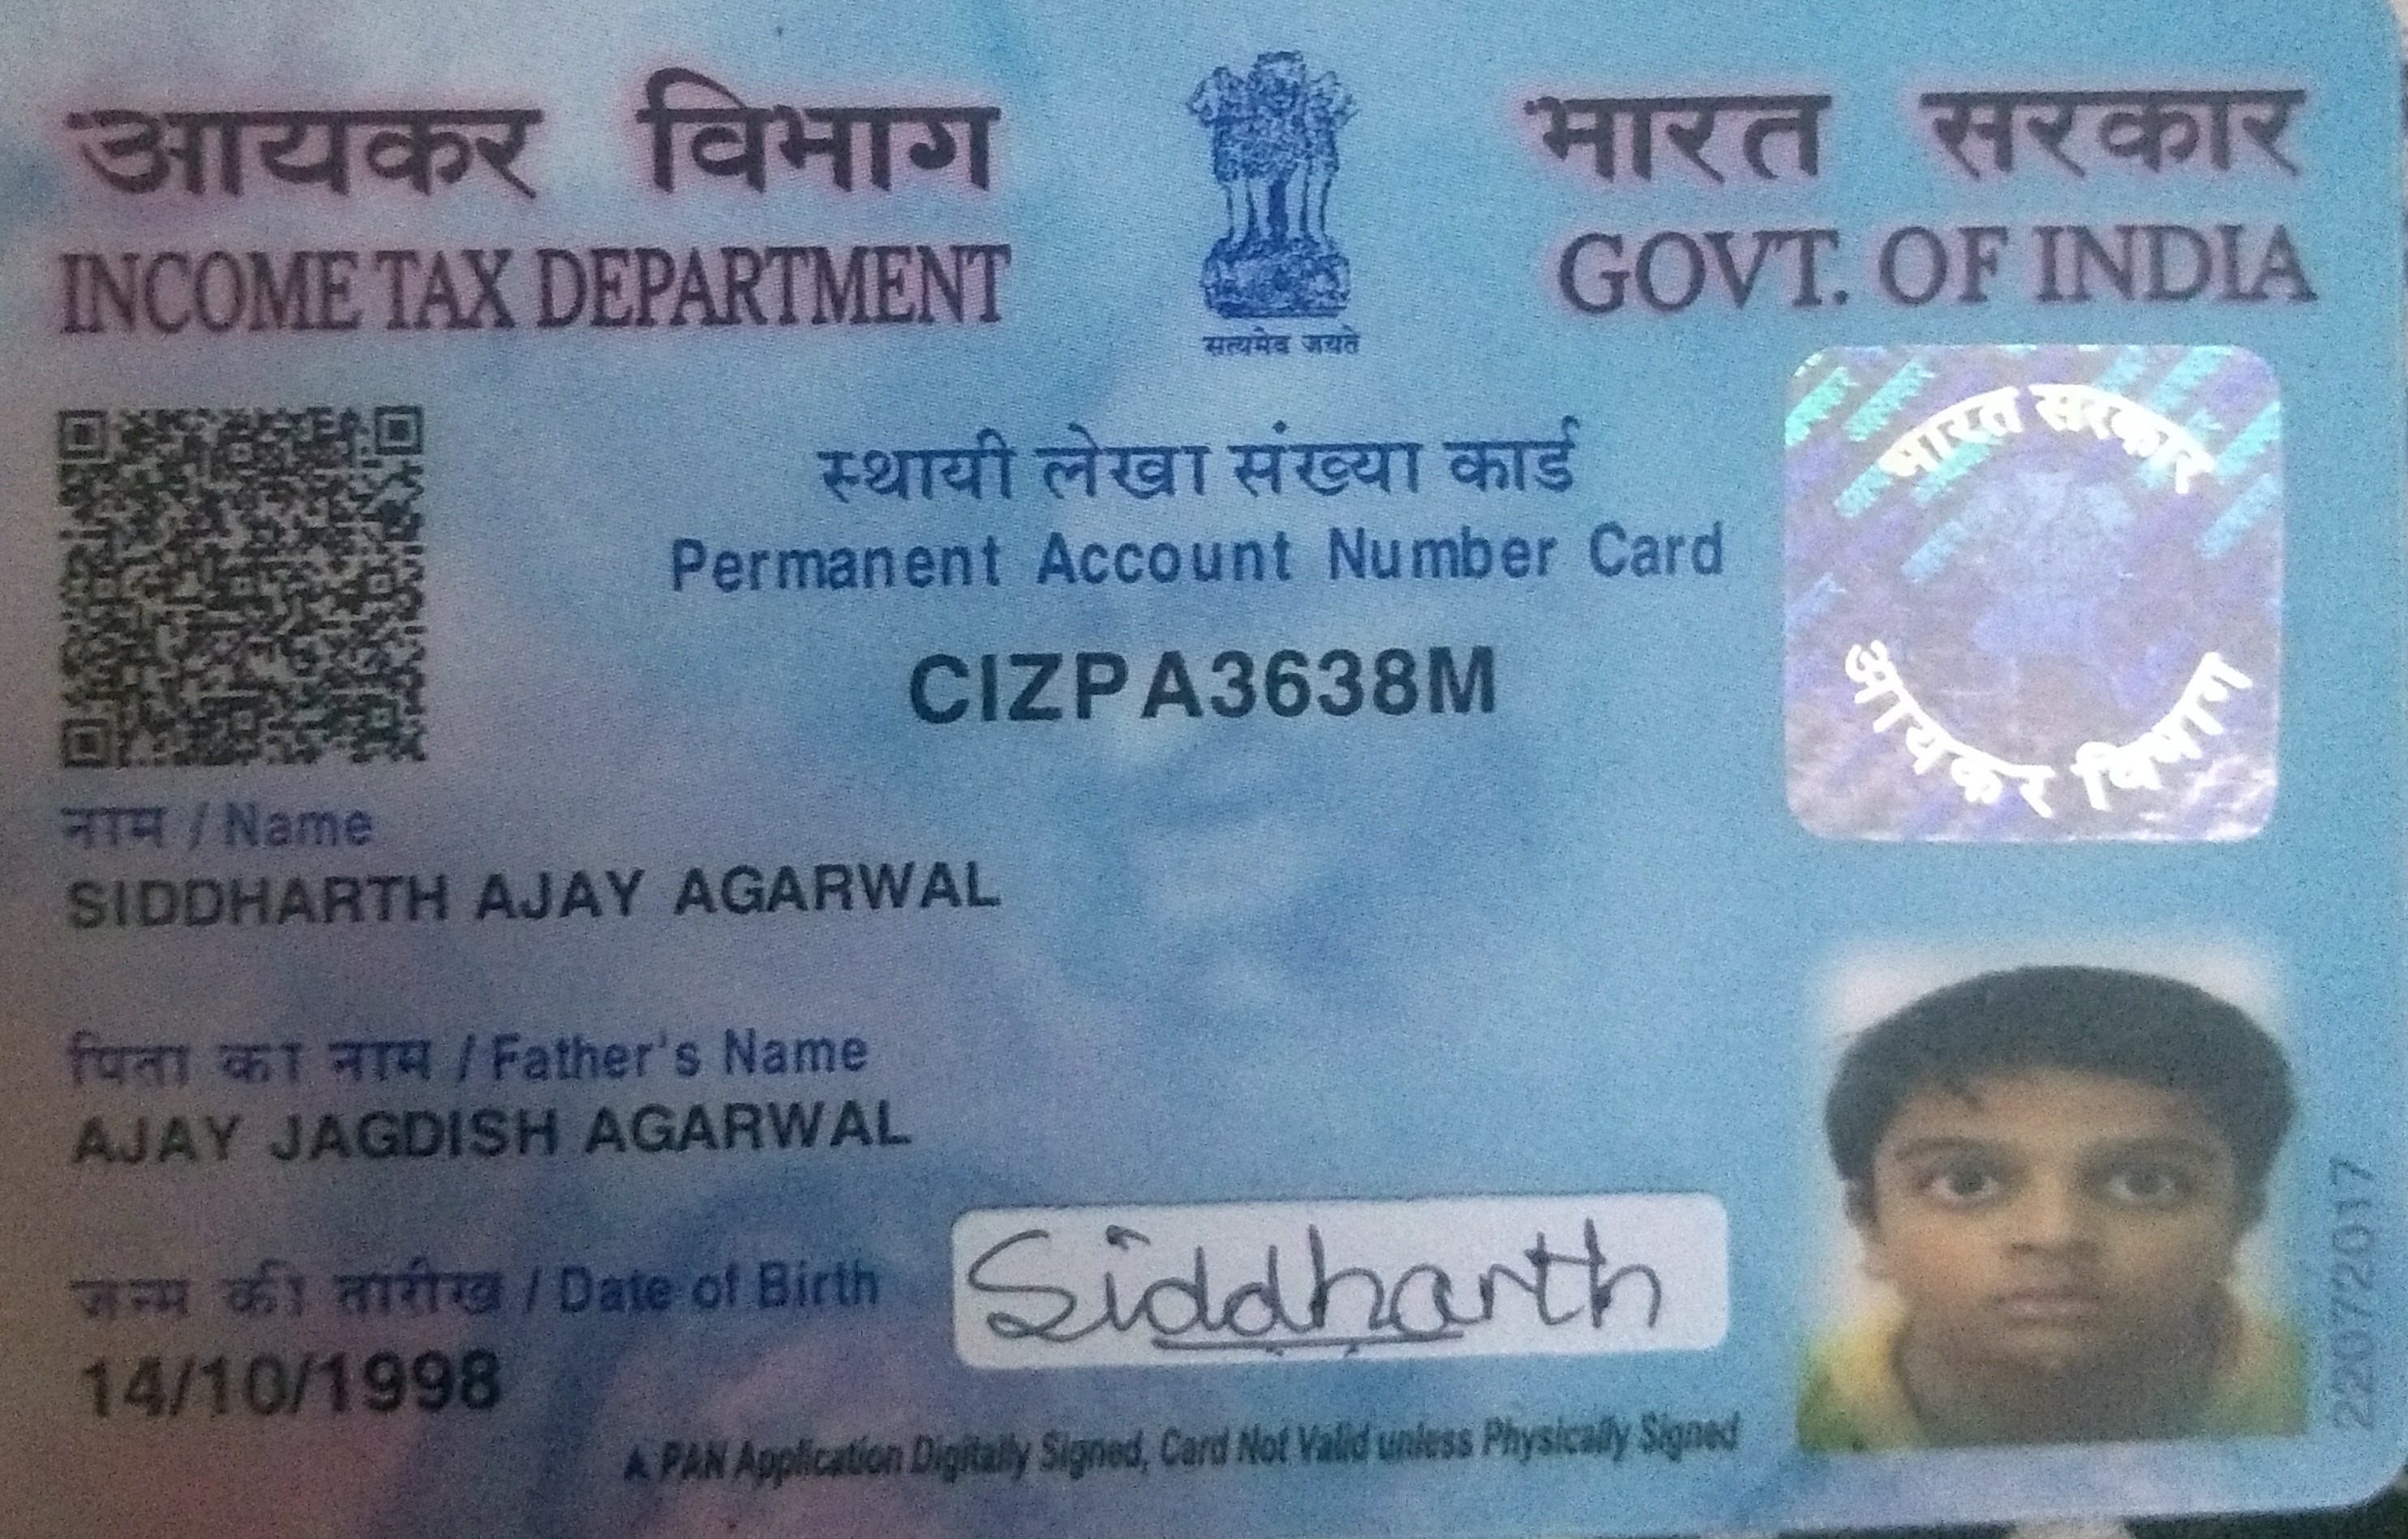 आयकर विभाग
INCOME TAX DEPARTMENT
सत्यमेव जयते
भारत सरकार
GOVT. OF INDIA
स्थायी लेखा संख्या कार्ड
Permanent Account Number Card
CIZPA3638M
भारत सरकार
आयकर विभाग
नाम / Name
SIDDHARTH AJAY AGARWAL
पिता का नाम / Father's Name
AJAY JAGDISH AGARWAL
जन्म की तारीख / Date of Birth
14/10/1998
Siddharth
22072017
A PAN Application Digitally Signed, Card Not Valid unless Physically Signed